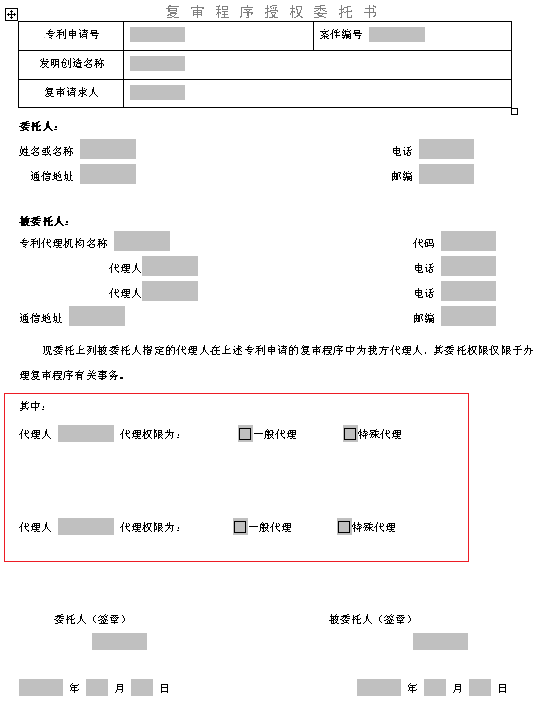 复审程序授权委托书
专利申请号 案件编号
发明创造名称
复审请求人
委托人：
姓名或名称 电话
通信地址 邮编
被委托人：
专利代理机构名称 代码
代理人 电话
代理人 电话
通信地址 邮编
现委托上列被委托人指定的代理人在上述专利申请的复审程序中为我方代理人，其委托权限仅限于办
理复审程序有关事务。
其中：
代理人 代理权限为： 一般代理 特殊代理
代理人 代理权限为： 一般代理 特殊代理
委托人（签章） 被委托人（签章）
年 月 日 年 月 日